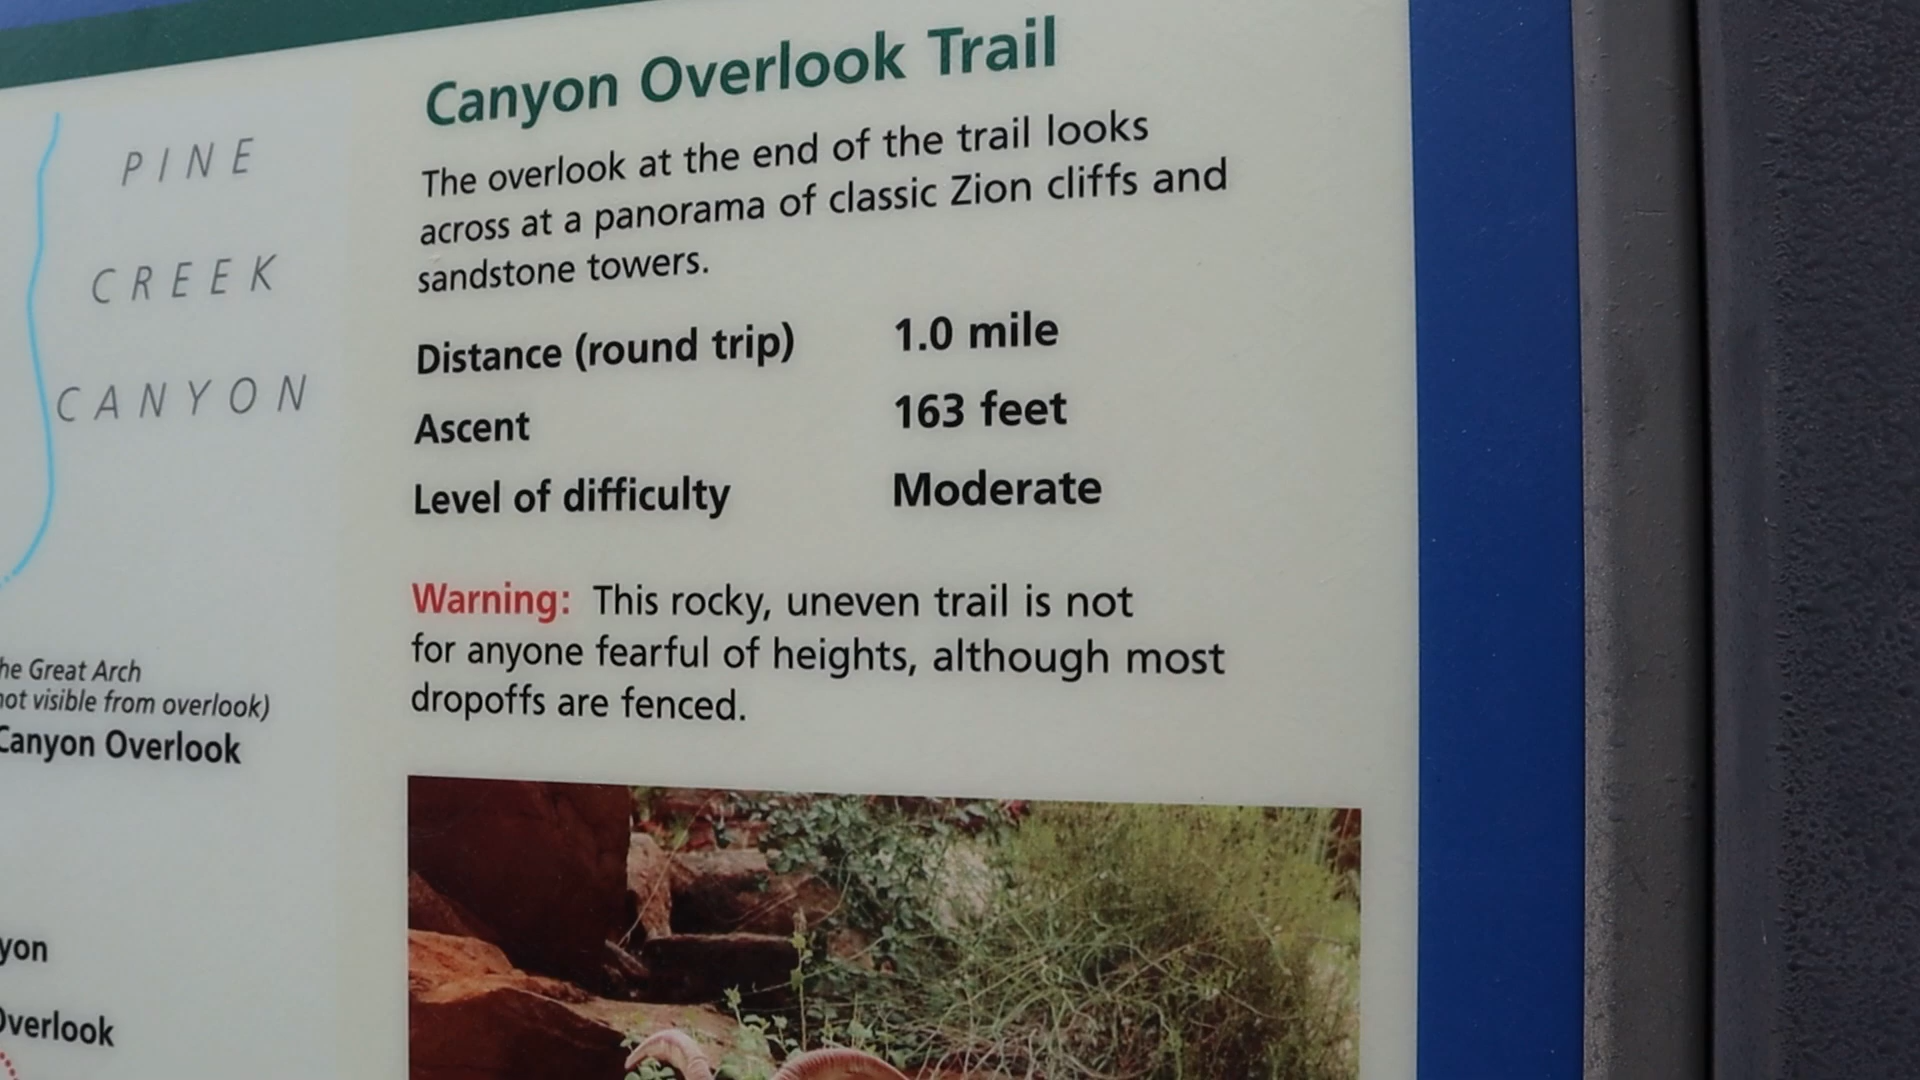 PINE
CREEK
CANYON
Great Arch
visible from overlook)
Canyon Overlook
Overlook
Canyon Overlook Trail
The overlook at the end of the trail looks
across at a panorama of classic Zion cliffs and
sandstone towers.
Distance (round trip) 1.0 mile
Ascent 163 feet
Level of difficulty Moderate
Warning: This rocky, uneven trail is not
for anyone fearful of heights, although most
dropoffs are fenced.